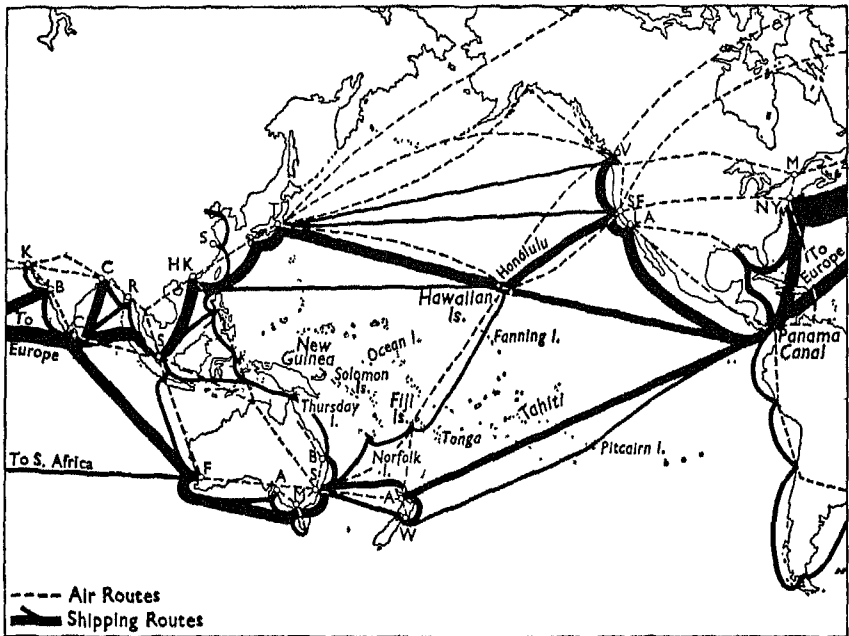 V
M
SF
LA
NY
T
S
K
C
HK
B
R
To
Europe
Honolulu
Hawaiian
Is.
To
Europe
C
S
New
Guinea
Ocean I.
Fanning I.
Panama
Canal
Solomon
Is.
Thursday
I.
Fiji
Is.
Tahiti
Tonga
Pitcairn I.
To S. Africa
F
A
M
B
S
Norfolk
I.
A
W
Air Routes
Shipping Routes